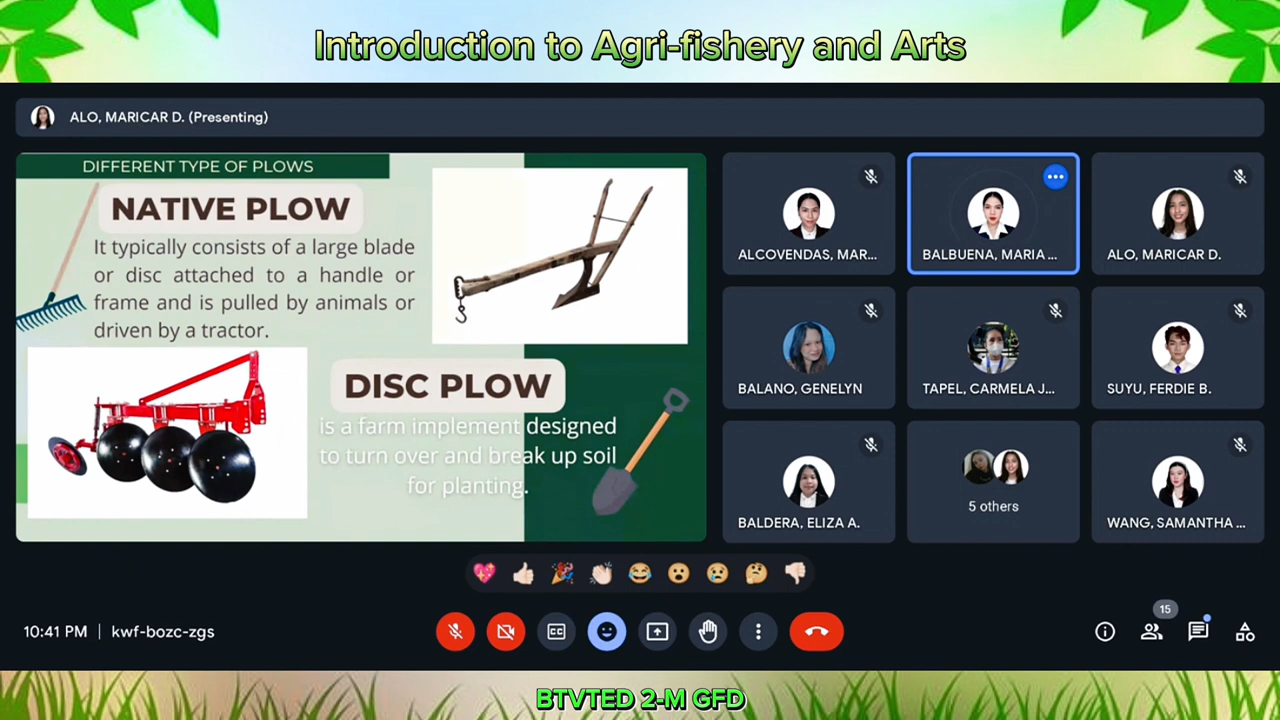 Introduction to Agri-fishery and Arts
ALO, MARICAR D. (Presenting)
DIFFERENT TYPE OF PLOWS
NATIVE PLOW
It typically consists of a large blade
or disc attached to a handle or
frame and is pulled by animals or
driven by a tractor.
DISC PLOW
is a farm implement designed
to turn over and break up soil
for planting.
ALCOVENDAS, MAR...
BALBUENA, MARIA ...
ALO, MARICAR D.
BALANO, GENELYN
TAPEL, CARMELA J...
SUYU, FERDIE B.
BALDERA, ELIZA A.
5 others
WANG, SAMANTHA ...
10:41 PM | kwf-bozc-zgs
CC
15
BTVTED 2-M GFD